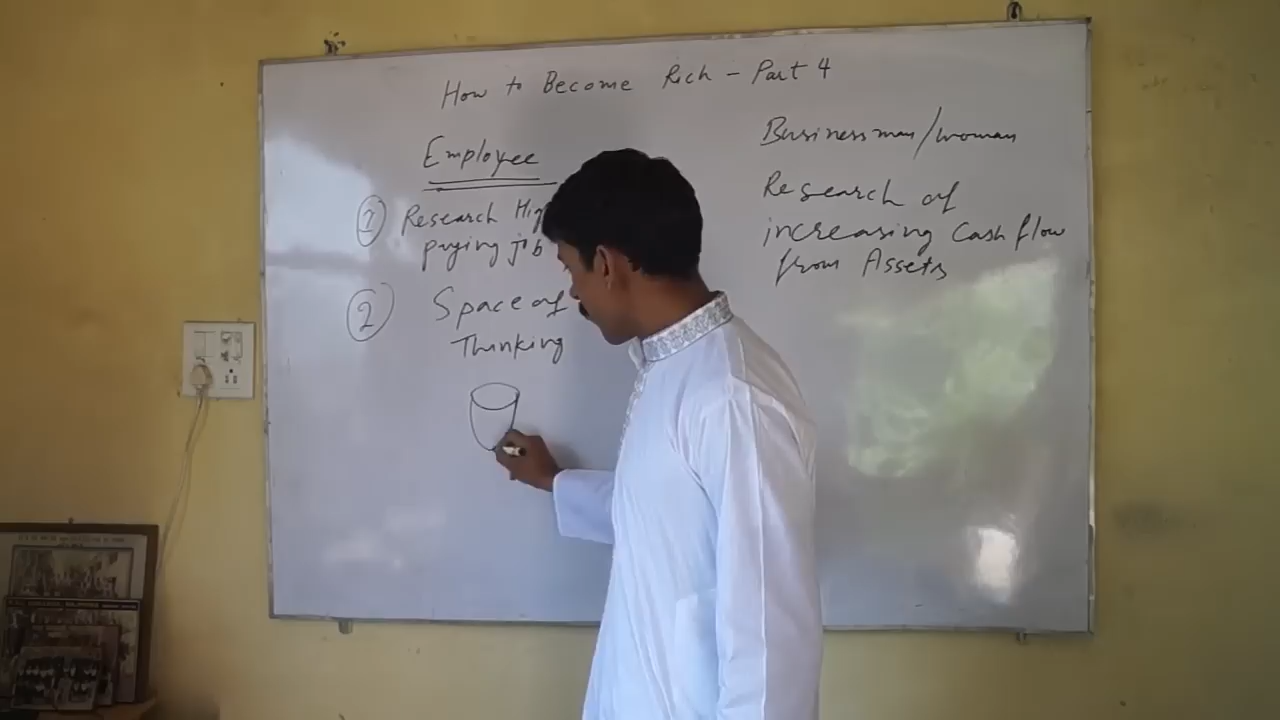 How to Become Rich - Part 4
Employee
1 Research
paying job
2 Space of
Thinking
Businessman/woman
Research of
increasing Cash flow
from Assets